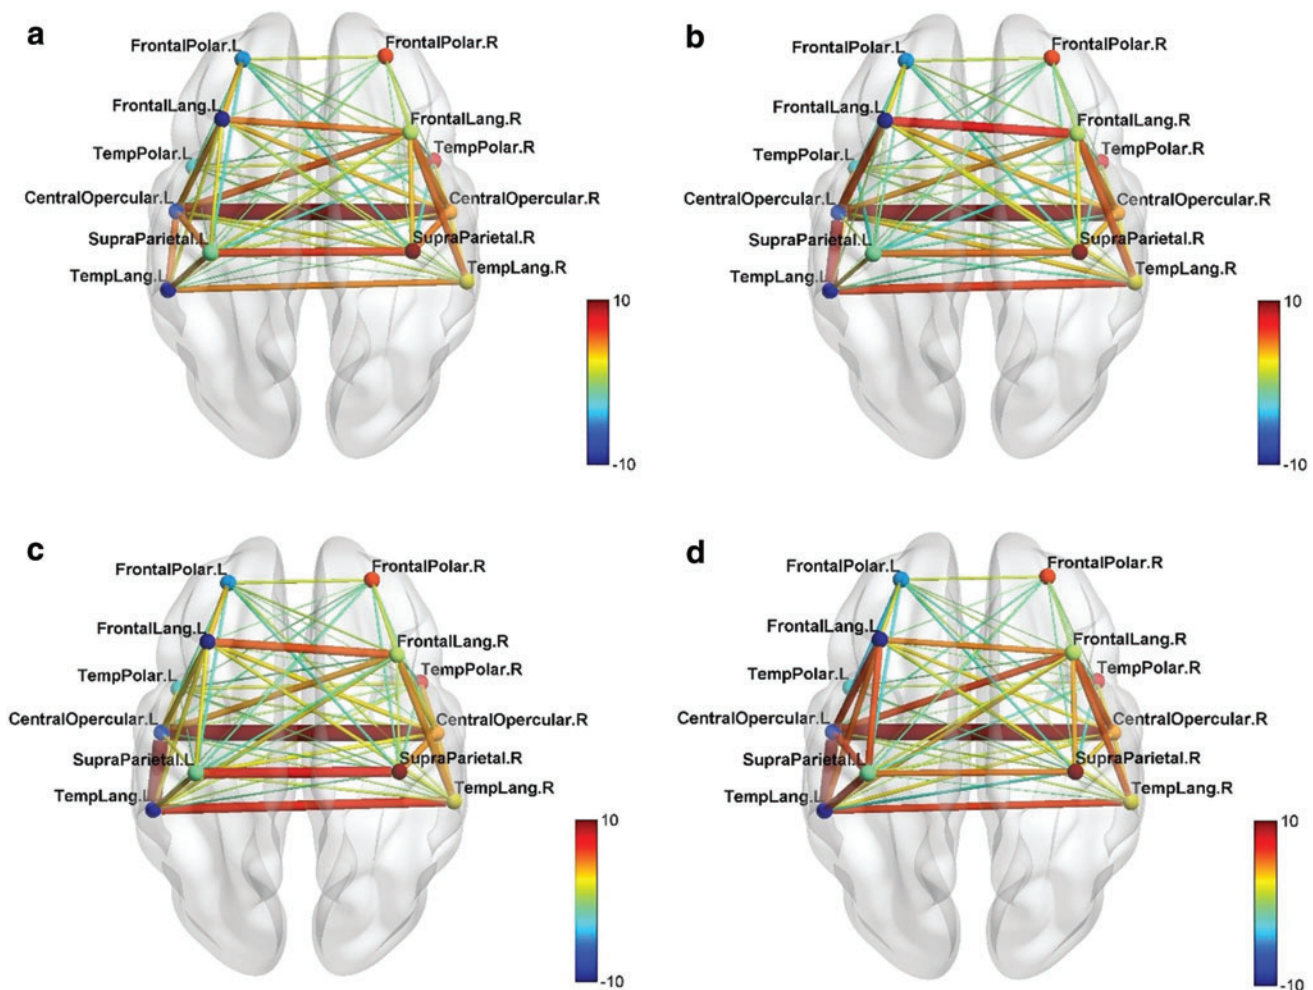 a
FrontalPolar.L
FrontalPolar.R
FrontalLang.L
FrontalLang.R
TempPolar.L
TempPolar.R
CentralOpercular.L
CentralOpercular.R
SupraParietal.L
SupraParietal.R
TempLang.L
TempLang.R
10
-10
b
FrontalPolar.L
FrontalPolar.R
FrontalLang.L
FrontalLang.R
TempPolar.L
TempPolar.R
CentralOpercular.L
CentralOpercular.R
SupraParietal.L
SupraParietal.R
TempLang.L
TempLang.R
10
-10
c
FrontalPolar.L
FrontalPolar.R
FrontalLang.L
FrontalLang.R
TempPolar.L
TempPolar.R
CentralOpercular.L
CentralOpercular.R
SupraParietal.L
SupraParietal.R
TempLang.L
TempLang.R
10
-10
d
FrontalPolar.L
FrontalPolar.R
FrontalLang.L
FrontalLang.R
TempPolar.L
TempPolar.R
CentralOpercular.L
CentralOpercular.R
SupraParietal.L
SupraParietal.R
TempLang.L
TempLang.R
10
-10